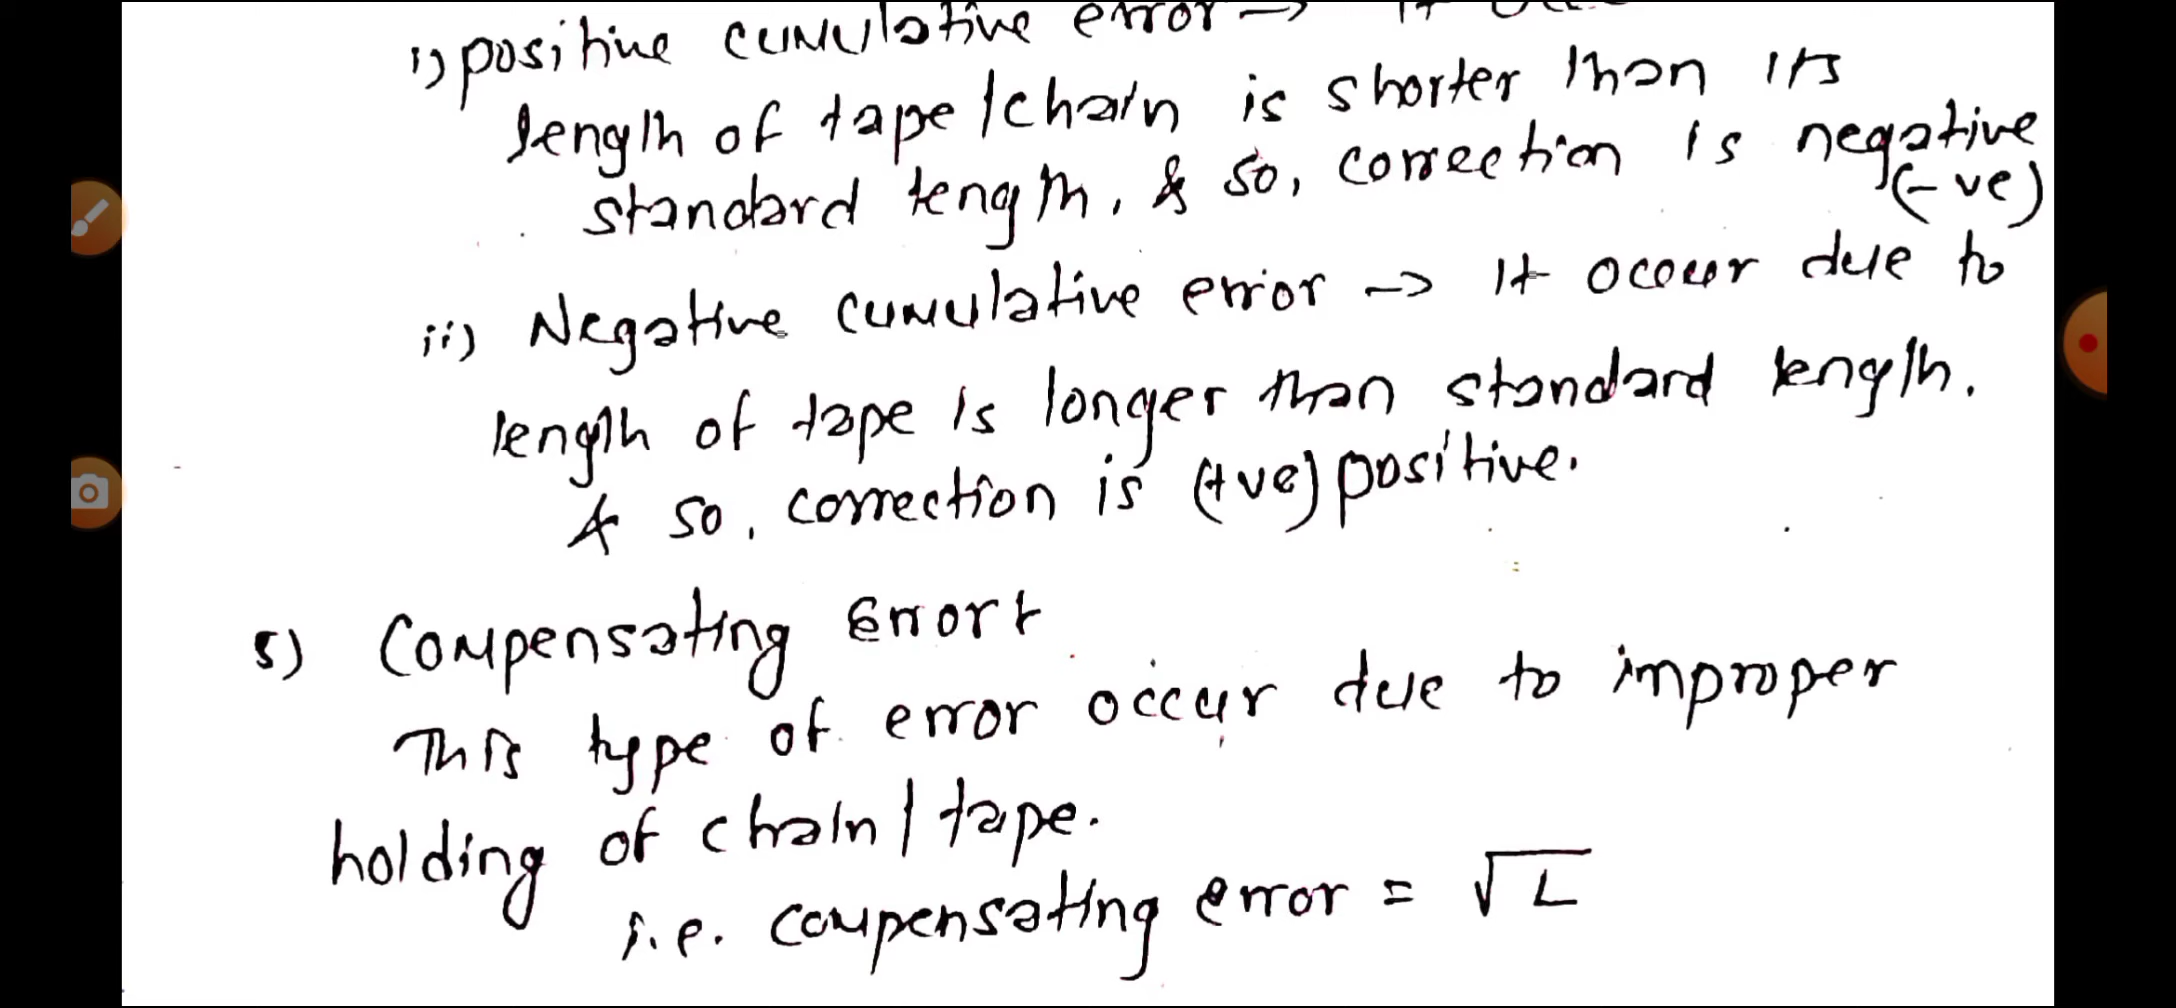 i) positive cumulative error →
length of tape/chain is shorter than its
standard length, & so, correction is negative
(-ve)
ii) Negative cumulative error → It occur due to
length of tape is longer than standard length.
& so, correction is (+ve) positive.
5) Compensating Error
This type of error occur due to improper
holding of chain/tape.
i.e. compensating error = √L